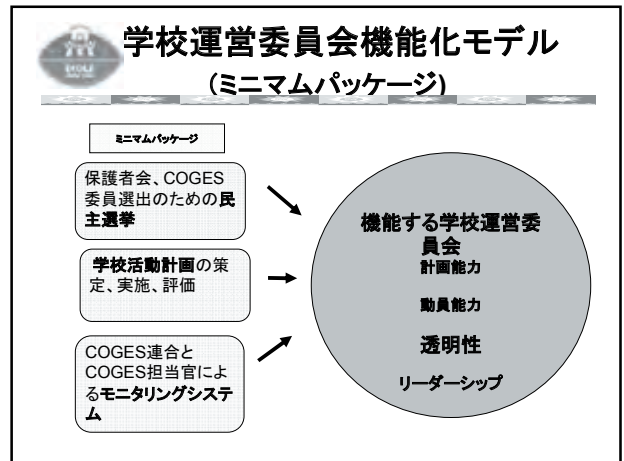 学校運営委員会機能化モデル
(ミニマムパッケージ)
ミニマムパッケージ
保護者会、COGES
委員選出のための民
主選挙
学校活動計画の策
定、実施、評価
COGES連合と
COGES担当官によ
るモニタリングシステ
ム
機能する学校運営委
員会
計画能力
動員能力
透明性
リーダーシップ